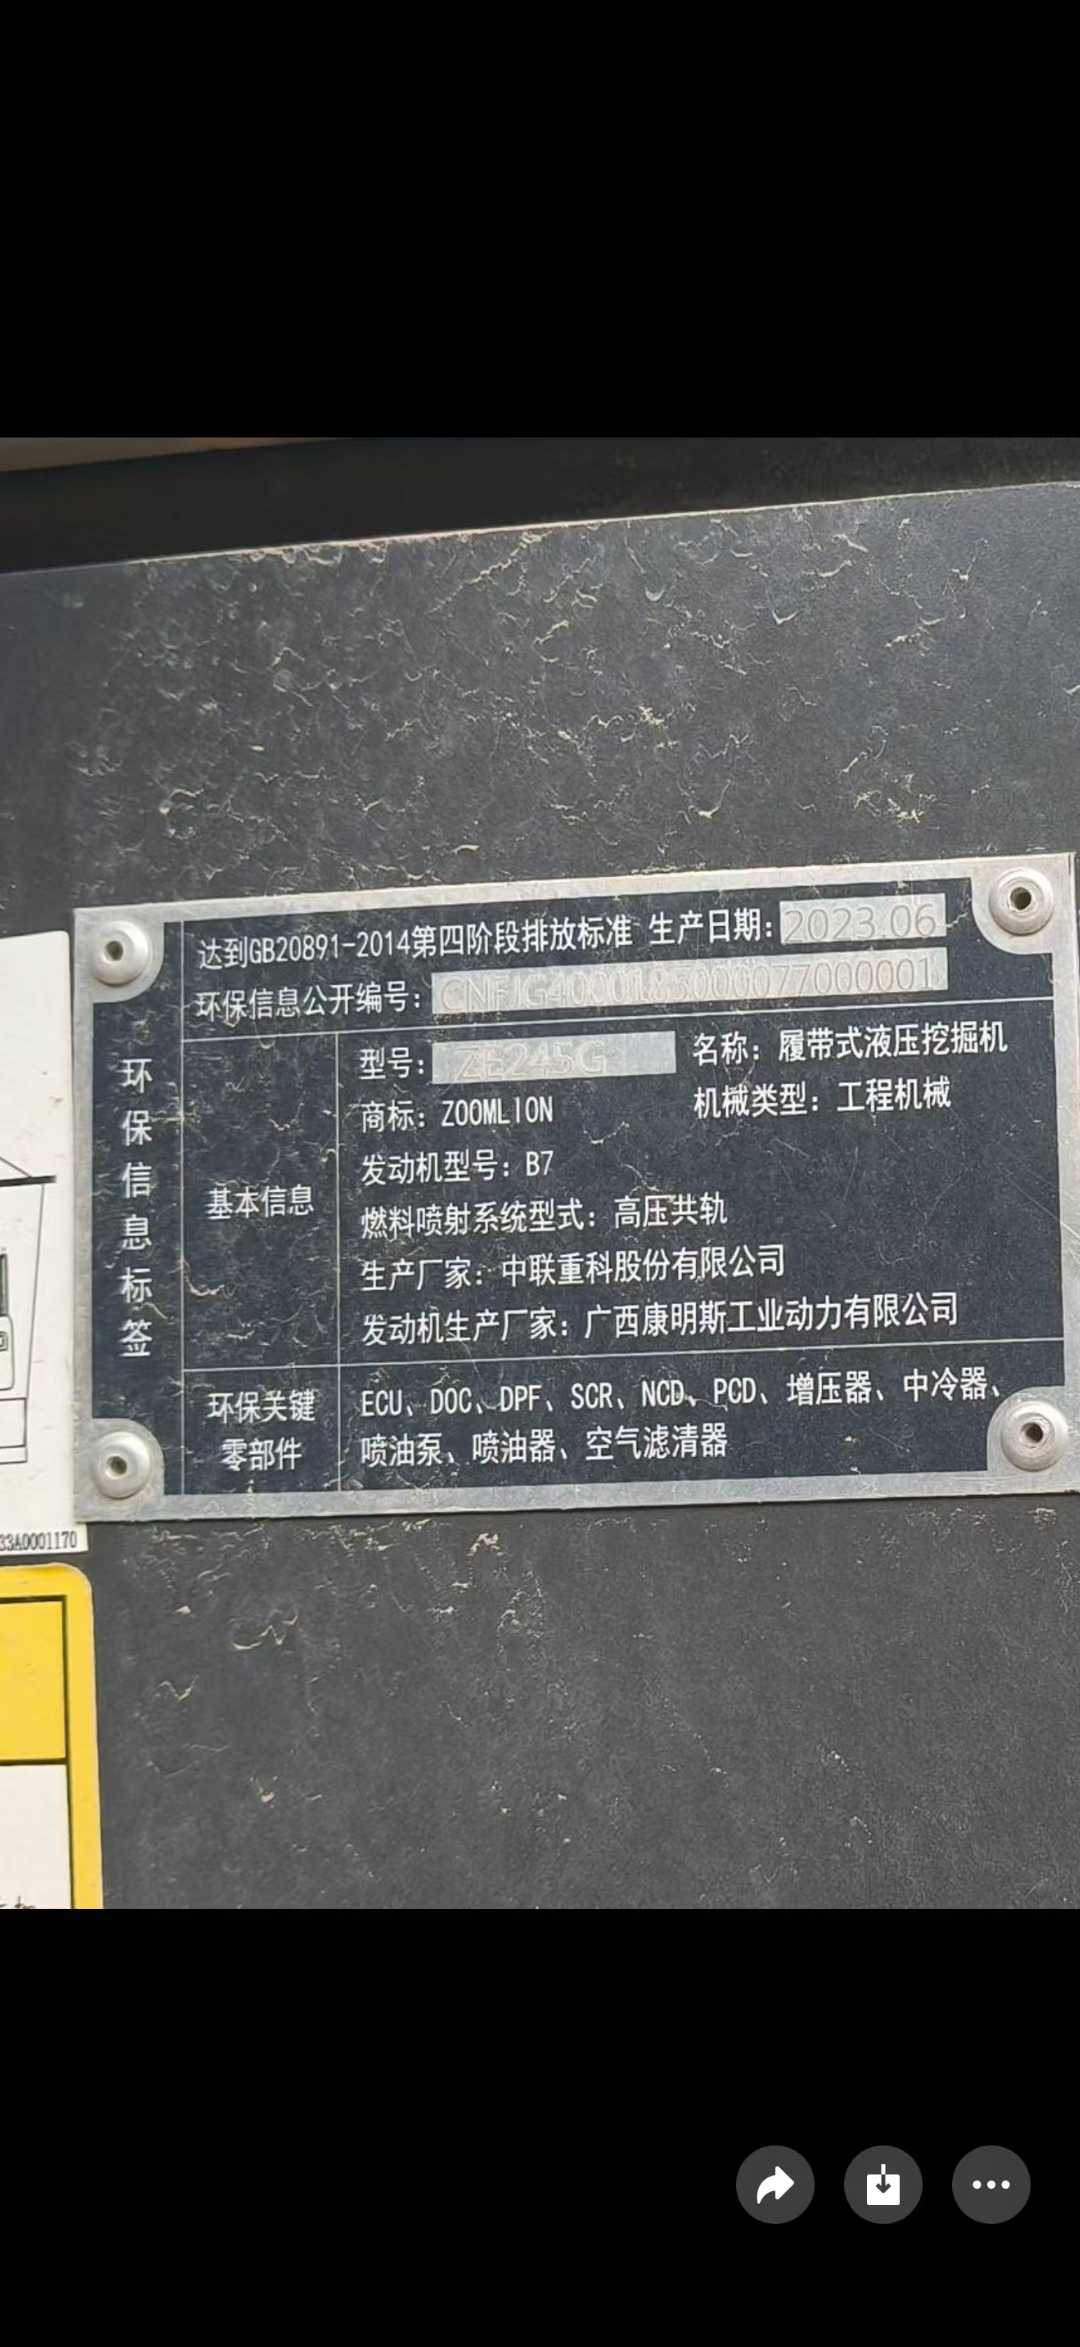 达到GB20891-2014第四阶段排放标准 生产日期：2023.06
环保信息公开编号：
环保信息标签
基本信息
型号：ZE245G 名称：履带式液压挖掘机
商标：ZOOMLION 机械类型：工程机械
发动机型号：B7
燃料喷射系统型式：高压共轨
生产厂家：中联重科股份有限公司
发动机生产厂家：广西康明斯工业动力有限公司
环保关键
零部件
ECU、DOC、DPF、SCR、NCD、PCD、增压器、中冷器、
喷油泵、喷油器、空气滤清器
33A0001170